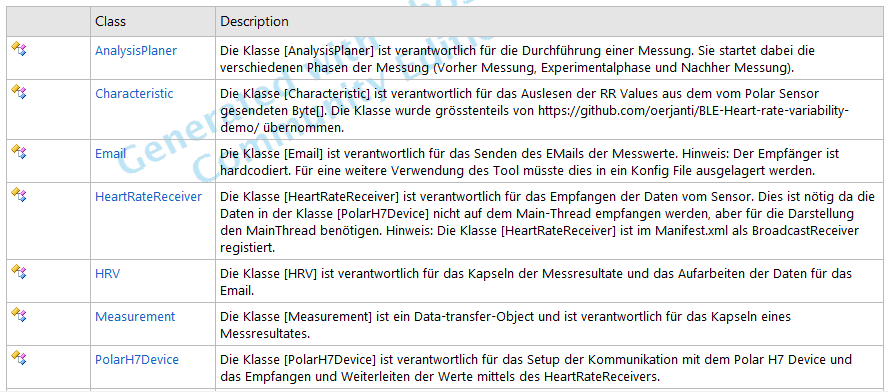 Class Description
AnalysisPlaner Die Klasse [AnalysisPlaner] ist verantwortlich für die Durchführung einer Messung. Sie startet dabei die
verschiedenen Phasen der Messung (Vorher Messung, Experimentalphase und Nachher Messung).
Characteristic Die Klasse [Characteristic] ist verantwortlich für das Auslesen der RR Values aus dem vom Polar Sensor
gesendeten Byte[]. Die Klasse wurde grösstenteils von https://github.com/oerjanti/BLE-Heart-rate-variability-
demo/ übernommen.
Email Die Klasse [Email] ist verantwortlich für das Senden des EMails der Messwerte. Hinweis: Der Empfänger ist
hardcodiert. Für eine weitere Verwendung des Tool müsste dies in ein Konfig File ausgelagert werden.
HeartRateReceiver Die Klasse [HeartRateReceiver] ist verantwortlich für das Empfangen der Daten vom Sensor. Dies ist nötig da die
Daten in der Klasse [PolarH7Device] nicht auf dem Main-Thread empfangen werden, aber für die Darstellung
den MainThread benötigen. Hinweis: Die Klasse [HeartRateReceiver] ist im Manifest.xml als BroadcastReceiver
registiert.
HRV Die Klasse [HRV] ist verantwortlich für das Kapseln der Messresultate und das Aufarbeiten der Daten für das
Email.
Measurement Die Klasse [Measurement] ist ein Data-transfer-Object und ist verantwortlich für das Kapseln eines
Messresultates.
PolarH7Device Die Klasse [PolarH7Device] ist verantwortlich für das Setup der Kommunikation mit dem Polar H7 Device und
das Empfangen und Weiterleiten der Werte mittels des HeartRateReceivers.
Generated with
Community Edition